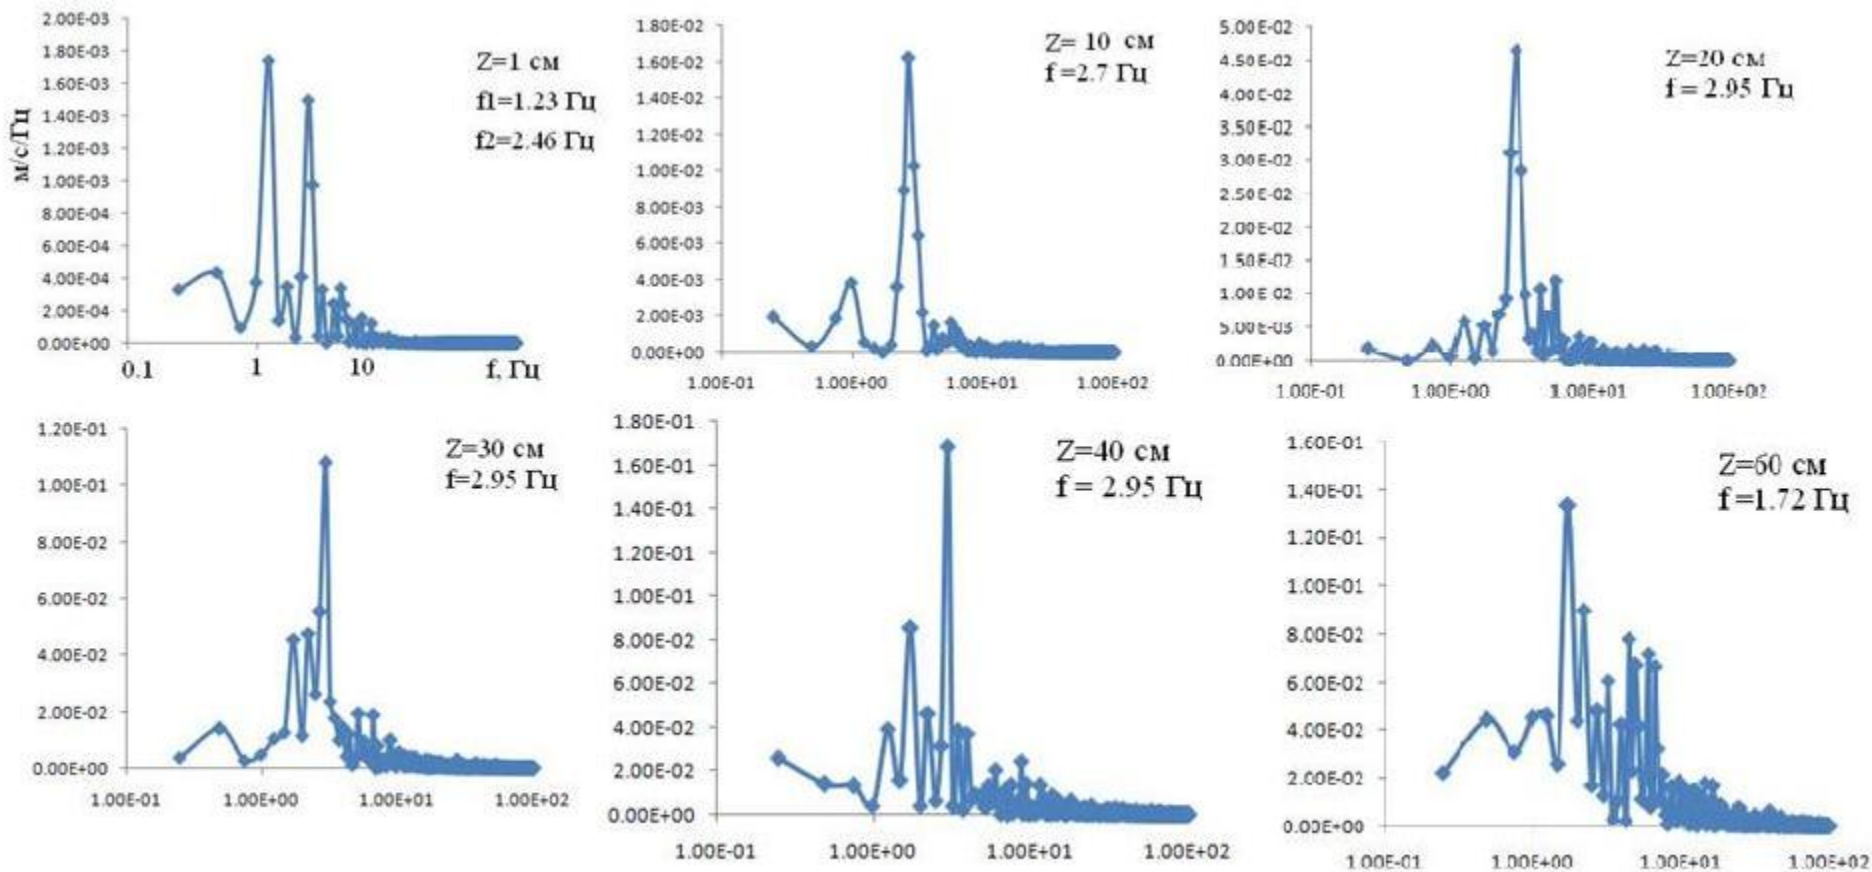 2.00E-03
1.80E-03
1.60E-03
1.40E-03
1.20E-03
1.00E-03
8.00E-04
6.00E-04
4.00E-04
2.00E-04
0.00E+00
м/с/Гц
0.1
1
10
f, Гц
Z=1 см
f1=1.23 Гц
f2=2.46 Гц
1.80E-02
1.60E-02
1.40E-02
1.20E-02
1.00E-02
8.00E-03
6.00E-03
4.00E-03
2.00E-03
0.00E+00
1.00E-01
1.00E+00
1.00E+01
1.00E+02
Z= 10 см
f =2.7 Гц
5.00E-02
4.50E-02
4.00E-02
3.50E-02
3.00E-02
2.50E-02
2.00E-02
1.50E-02
1.00E-02
5.00E-03
0.00E+00
1.00E-01
1.00E+00
1.00E+01
1.00E+02
Z=20 см
f = 2.95 Гц
1.20E-01
1.00E-01
8.00E-02
6.00E-02
4.00E-02
2.00E-02
0.00E+00
1.00E-01
1.00E+00
1.00E+01
1.00E+02
Z=30 см
f=2.95 Гц
1.80E-01
1.60E-01
1.40E-01
1.20E-01
1.00E-01
8.00E-02
6.00E-02
4.00E-02
2.00E-02
0.00E+00
1.00E-01
1.00E+00
1.00E+01
1.00E+02
Z=40 см
f = 2.95 Гц
1.60E-01
1.40E-01
1.20E-01
1.00E-01
8.00E-02
6.00E-02
4.00E-02
2.00E-02
0.00E+00
1.00E-01
1.00E+00
1.00E+01
1.00E+02
Z=60 см
f =1.72 Гц